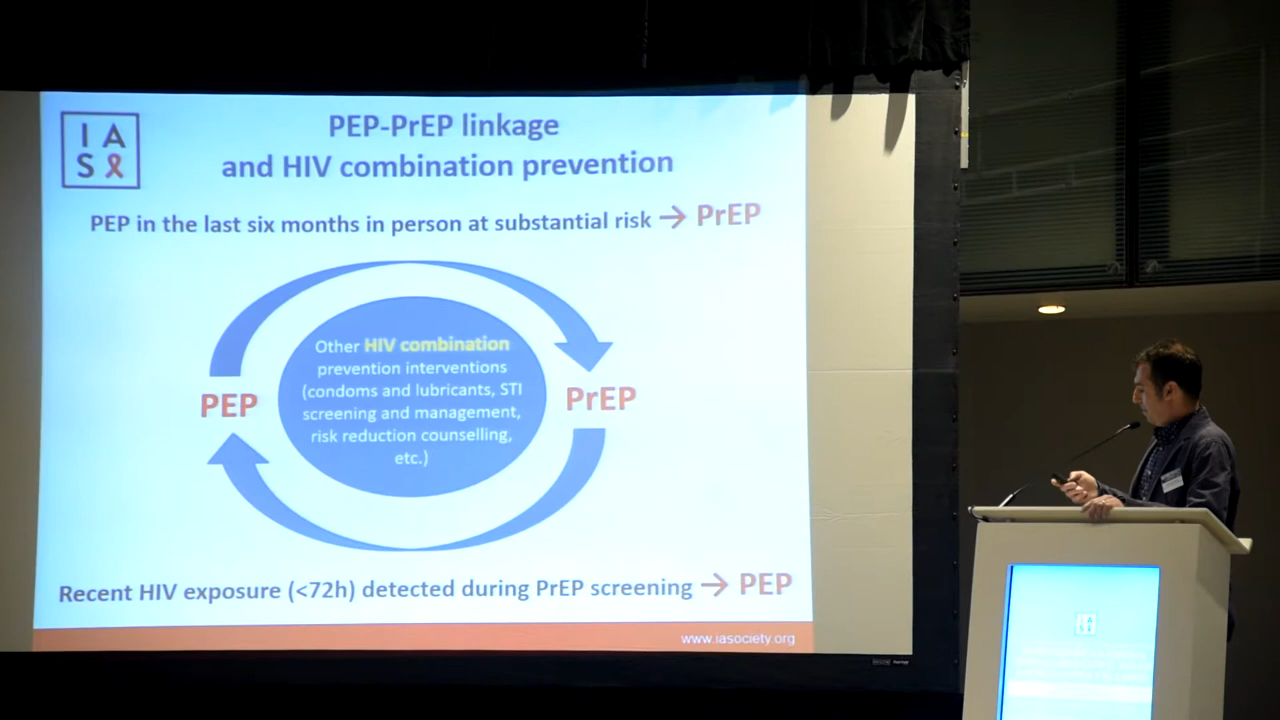 I A
S
PEP-PrEP linkage
and HIV combination prevention
PEP in the last six months in person at substantial risk → PrEP
Other HIV combination
prevention interventions
(condoms and lubricants, STI
screening and management,
risk reduction counselling,
etc.)
PEP
PrEP
Recent HIV exposure (<72h) detected during PrEP screening → PEP
www.iasociety.org